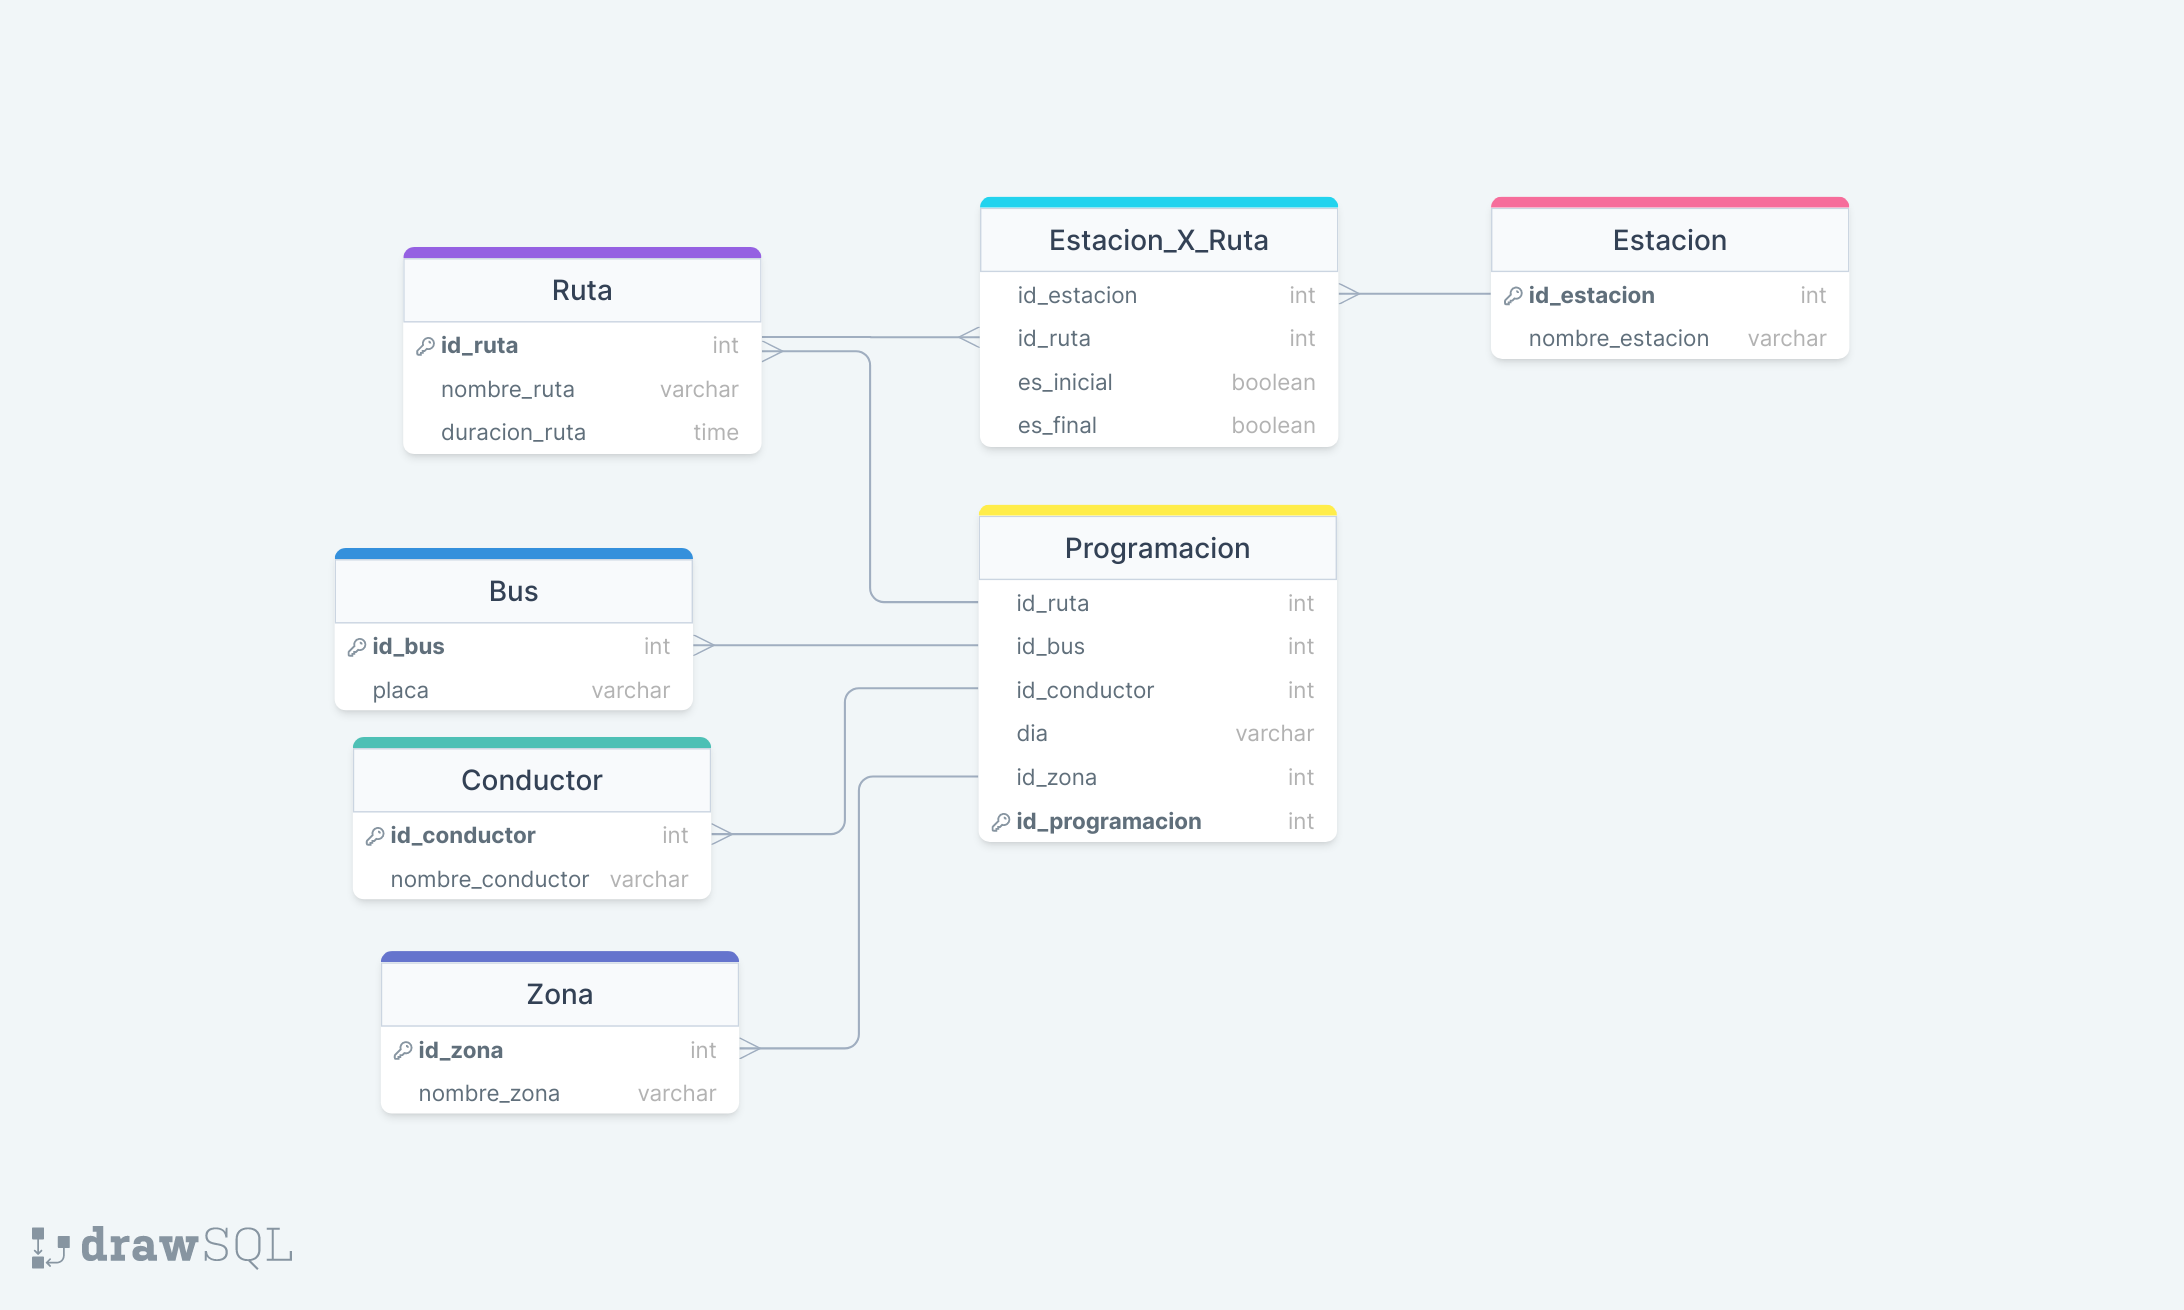 Ruta
id_ruta int
nombre_ruta varchar
duracion_ruta time
Estacion_X_Ruta
id_estacion int
id_ruta int
es_inicial boolean
es_final boolean
Estacion
id_estacion int
nombre_estacion varchar
Bus
id_bus int
placa varchar
Programacion
id_ruta int
id_bus int
id_conductor int
dia varchar
id_zona int
id_programacion int
Conductor
id_conductor int
nombre_conductor varchar
Zona
id_zona int
nombre_zona varchar
drawSQL